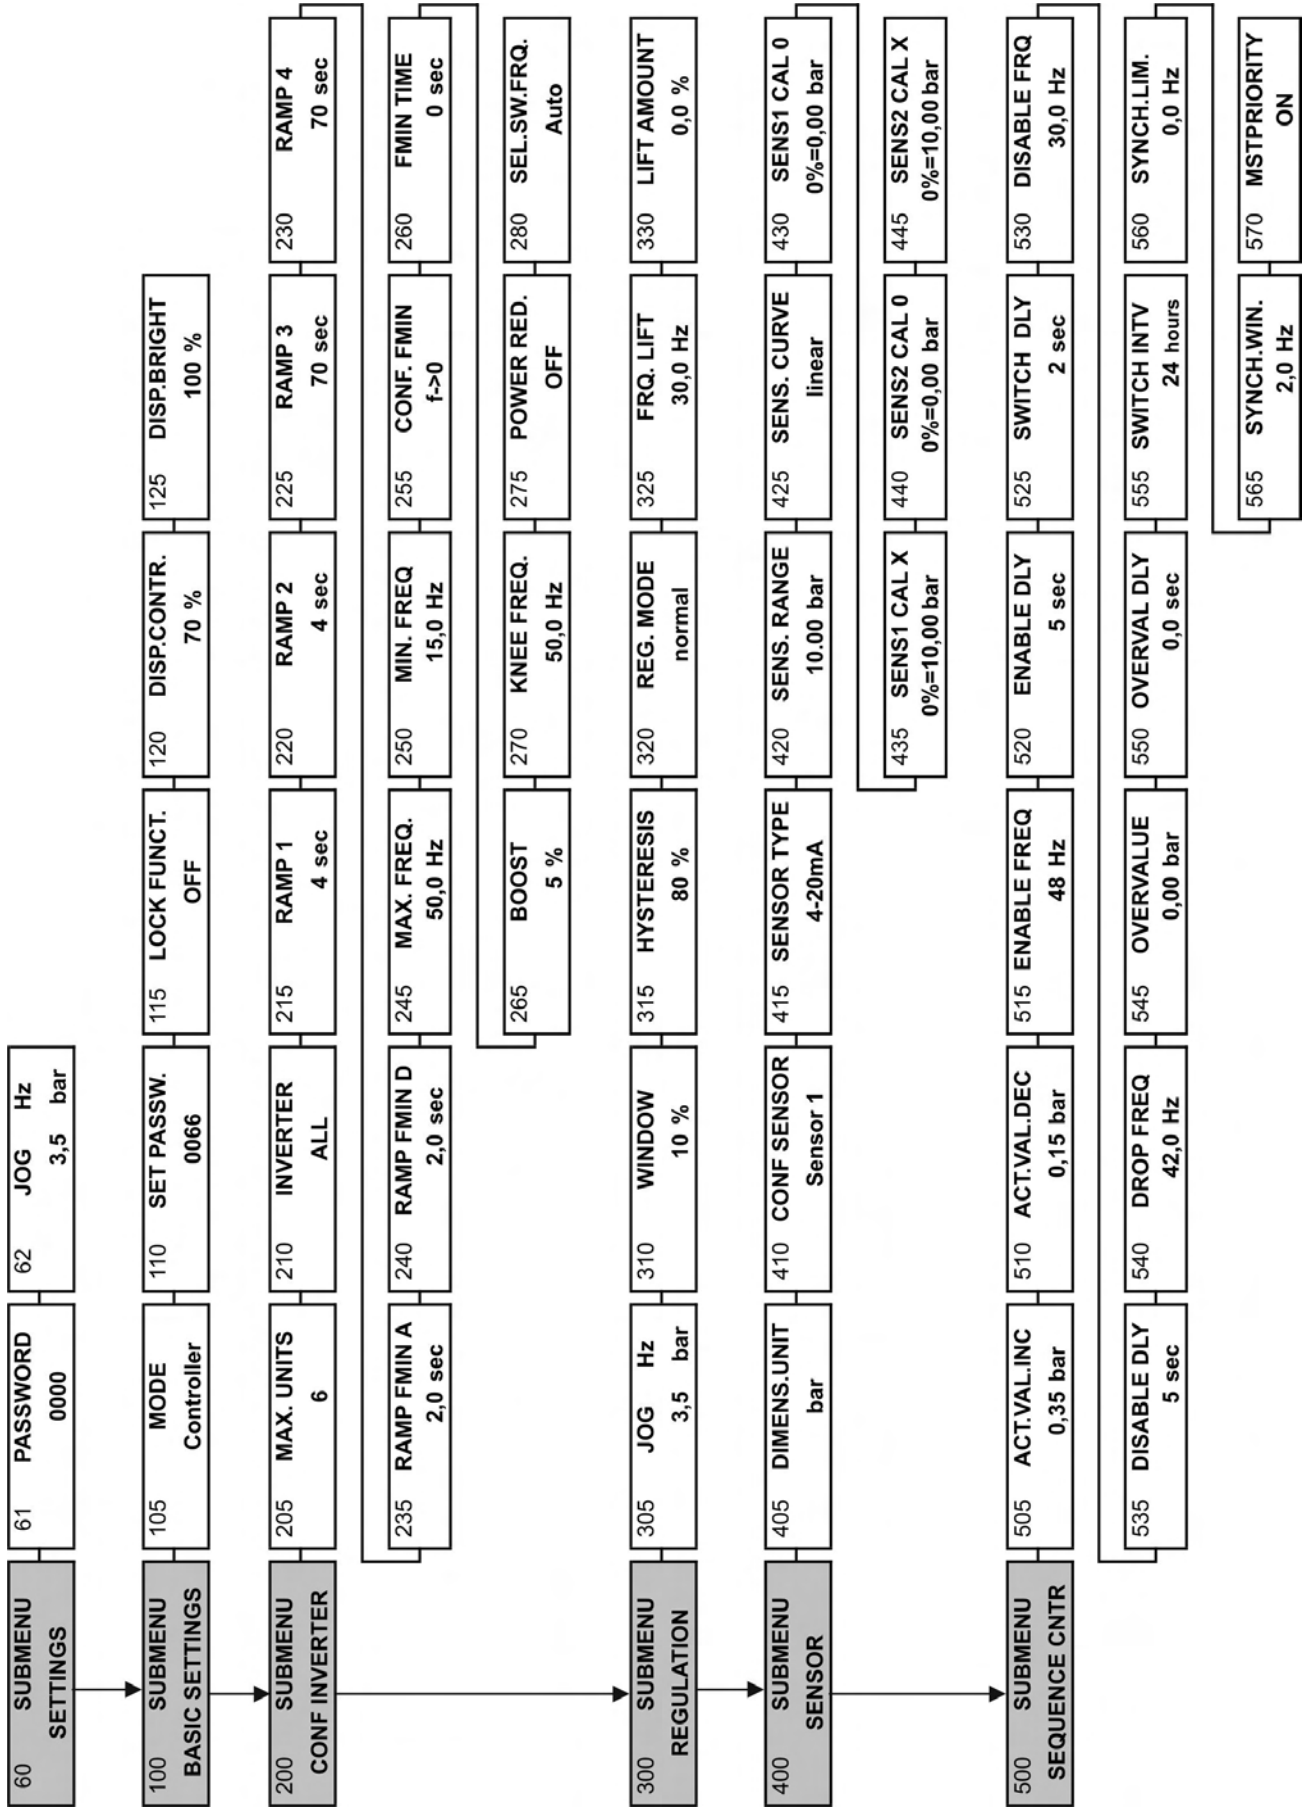 60 SUBMENU
SETTINGS
61 PASSWORD
0000
62 JOG Hz
3,5 bar
100 SUBMENU
BASIC SETTINGS
105 MODE
Controller
110 SET PASSW.
0066
115 LOCK FUNCT.
OFF
120 DISP.CONTR.
70 %
125 DISP.BRIGHT
100 %
200 SUBMENU
CONF INVERTER
205 MAX. UNITS
6
210 INVERTER
ALL
215 RAMP 1
4 sec
220 RAMP 2
4 sec
225 RAMP 3
70 sec
230 RAMP 4
70 sec
235 RAMP FMIN A
2,0 sec
240 RAMP FMIN D
2,0 sec
245 MAX. FREQ.
50,0 Hz
250 MIN. FREQ
15,0 Hz
255 CONF. FMIN
f->0
260 FMIN TIME
0 sec
265 BOOST
5 %
270 KNEE FREQ.
50,0 Hz
275 POWER RED.
OFF
280 SEL.SW.FRQ.
Auto
300 SUBMENU
REGULATION
305 JOG Hz
3,5 bar
310 WINDOW
10 %
315 HYSTERESIS
80 %
320 REG. MODE
normal
325 FRQ. LIFT
30,0 Hz
330 LIFT AMOUNT
0,0 %
400 SUBMENU
SENSOR
405 DIMENS.UNIT
bar
410 CONF SENSOR
Sensor 1
415 SENSOR TYPE
4-20mA
420 SENS. RANGE
10.00 bar
425 SENS. CURVE
linear
430 SENS1 CAL 0
0%=0,00 bar
435 SENS1 CAL X
0%=10,00 bar
440 SENS2 CAL 0
0%=0,00 bar
445 SENS2 CAL X
0%=10,00 bar
500 SUBMENU
SEQUENCE CNTR
505 ACT.VAL.INC
0,35 bar
510 ACT.VAL.DEC
0,15 bar
515 ENABLE FREQ
48 Hz
520 ENABLE DLY
5 sec
525 SWITCH DLY
2 sec
530 DISABLE FRQ
30,0 Hz
535 DISABLE DLY
5 sec
540 DROP FREQ
42,0 Hz
545 OVERVALUE
0,00 bar
550 OVERVAL DLY
0,0 sec
555 SWITCH INTV
24 hours
560 SYNCH.LIM.
0,0 Hz
565 SYNCH.WIN.
2,0 Hz
570 MSTPRIORITY
ON